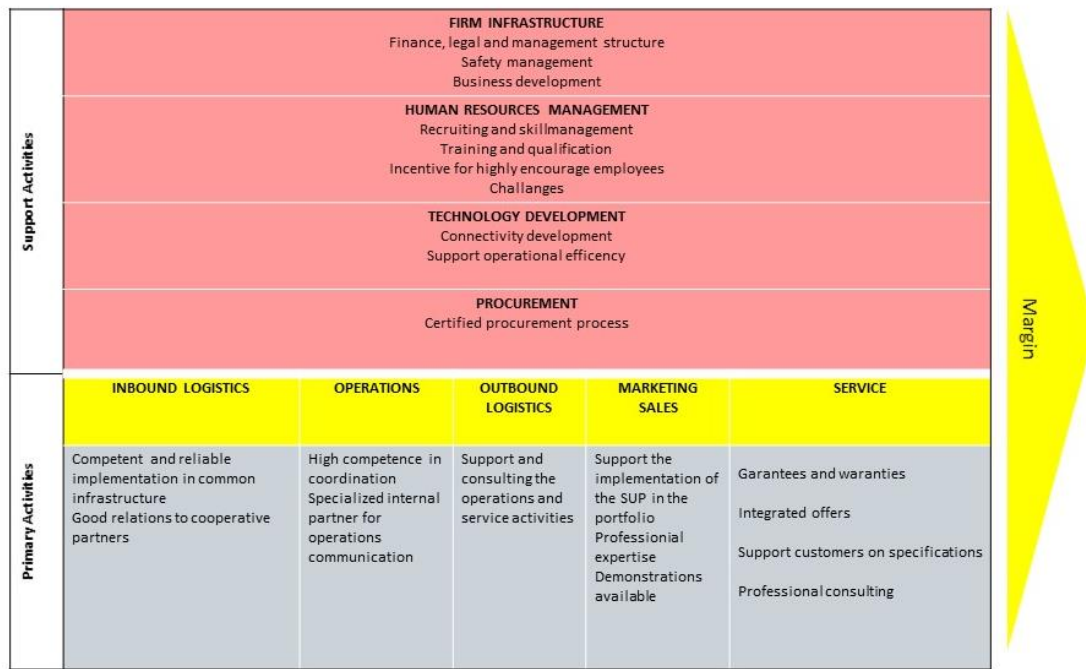 Support Activities
FIRM INFRASTRUCTURE
Finance, legal and management structure
Safety management
Business development
HUMAN RESOURCES MANAGEMENT
Recruiting and skillmanagement
Training and qualification
Incentive for highly encourage employees
Challanges
TECHNOLOGY DEVELOPMENT
Connectivity development
Support operational efficency
PROCUREMENT
Certified procurement process
Margin
Primary Activities
INBOUND LOGISTICS
Competent and reliable
implementation in common
infrastructure
Good relations to cooperative
partners
OPERATIONS
High competence in
coordination
Specialized internal
partner for
operations
communication
OUTBOUND
LOGISTICS
Support and
consulting the
operations and
service activities
MARKETING
SALES
Support the
implementation of
the SUP in the
portfolio
Professionial
expertise
Demonstrations
available
SERVICE
Garantees and waranties
Integrated offers
Support customers on specifications
Professional consulting